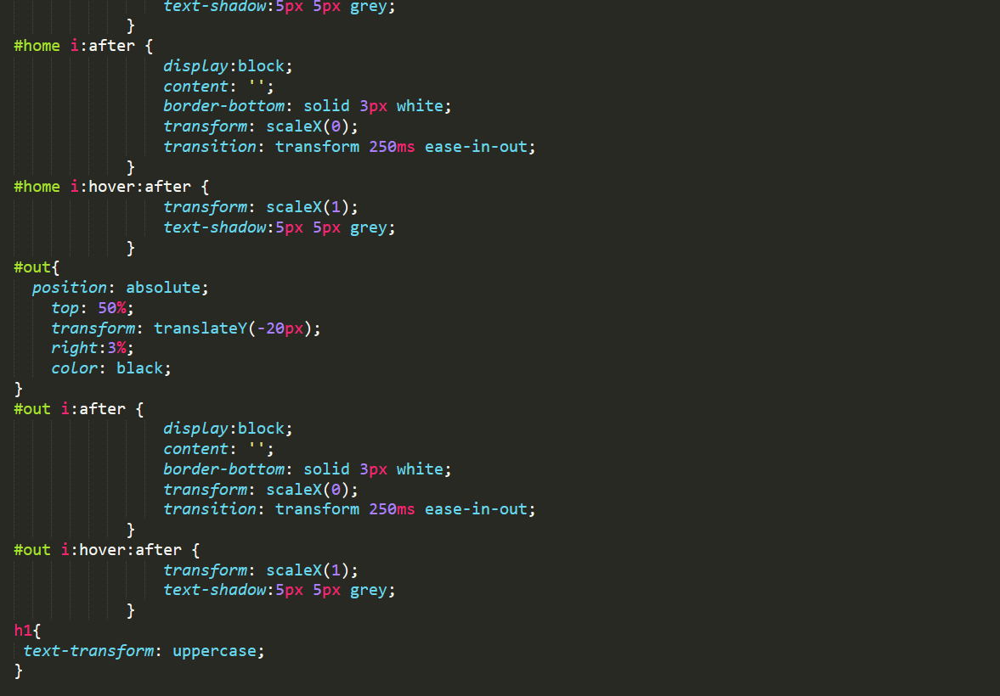 text-shadow:5px 5px grey;
}
#home i:after {
display:block;
content: '';
border-bottom: solid 3px white;
transform: scaleX(0);
transition: transform 250ms ease-in-out;
}
#home i:hover:after {
transform: scaleX(1);
text-shadow:5px 5px grey;
}
#out{
position: absolute;
top: 50%;
transform: translateY(-20px);
right:3%;
color: black;
}
#out i:after {
display:block;
content: '';
border-bottom: solid 3px white;
transform: scaleX(0);
transition: transform 250ms ease-in-out;
}
#out i:hover:after {
transform: scaleX(1);
text-shadow:5px 5px grey;
}
h1{
text-transform: uppercase;
}